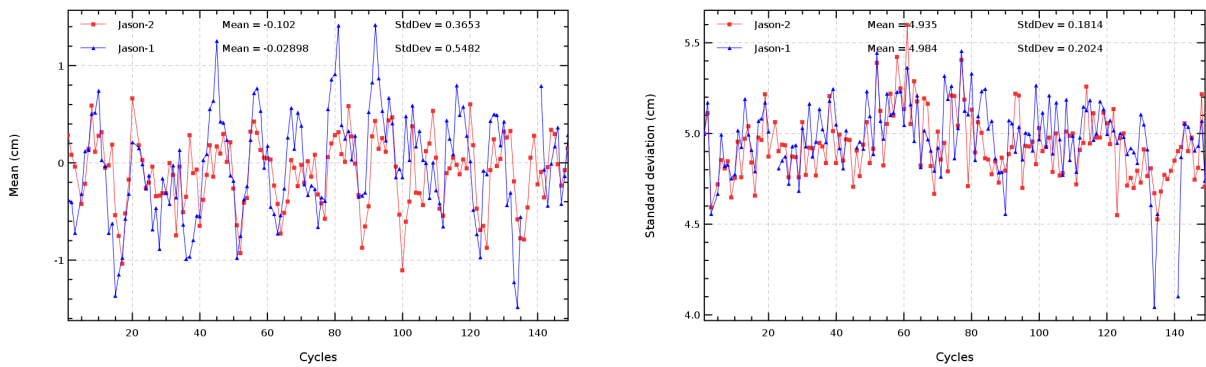 Jason-2 Mean = -0.102 StdDev = 0.3653
Jason-1 Mean = -0.02898 StdDev = 0.5482
1
0
-1
Mean (cm)
20 40 60 80 100 120 140
Cycles
Jason-2 Mean = 4.935 StdDev = 0.1814
Jason-1 Mean = 4.984 StdDev = 0.2024
5.5
5.0
4.5
4.0
Standard deviation (cm)
20 40 60 80 100 120 140
Cycles